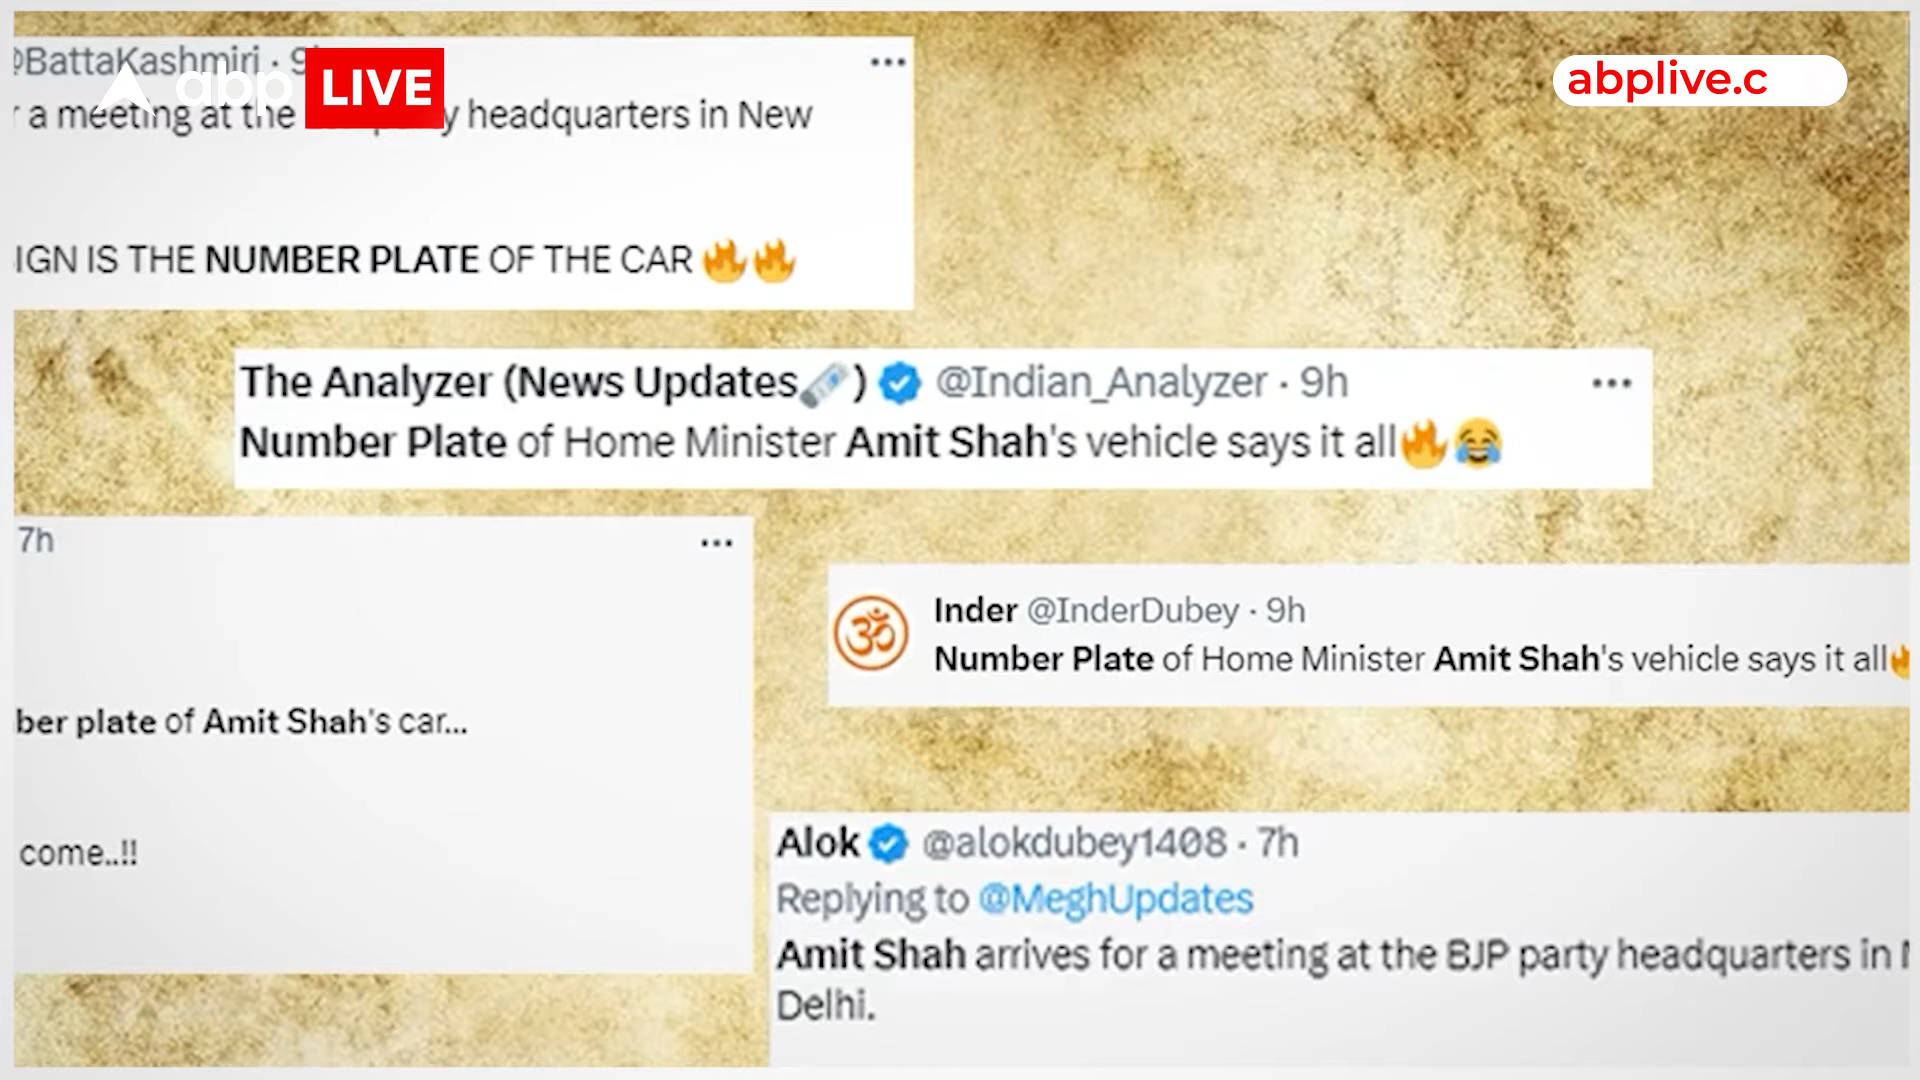 @BattaKashmiri · 9h
abp LIVE
abplive.c
a meeting at the party headquarters in New
IGN IS THE NUMBER PLATE OF THE CAR 🔥🔥
The Analyzer (News Updates🗞️) @Indian_Analyzer · 9h
Number Plate of Home Minister Amit Shah's vehicle says it all🔥😂
7h
ber plate of Amit Shah's car...
come..!!
ॐ
Inder @InderDubey · 9h
Number Plate of Home Minister Amit Shah's vehicle says it all🔥
Alok @alokdubey1408 · 7h
Replying to @MeghUpdates
Amit Shah arrives for a meeting at the BJP party headquarters in
Delhi.